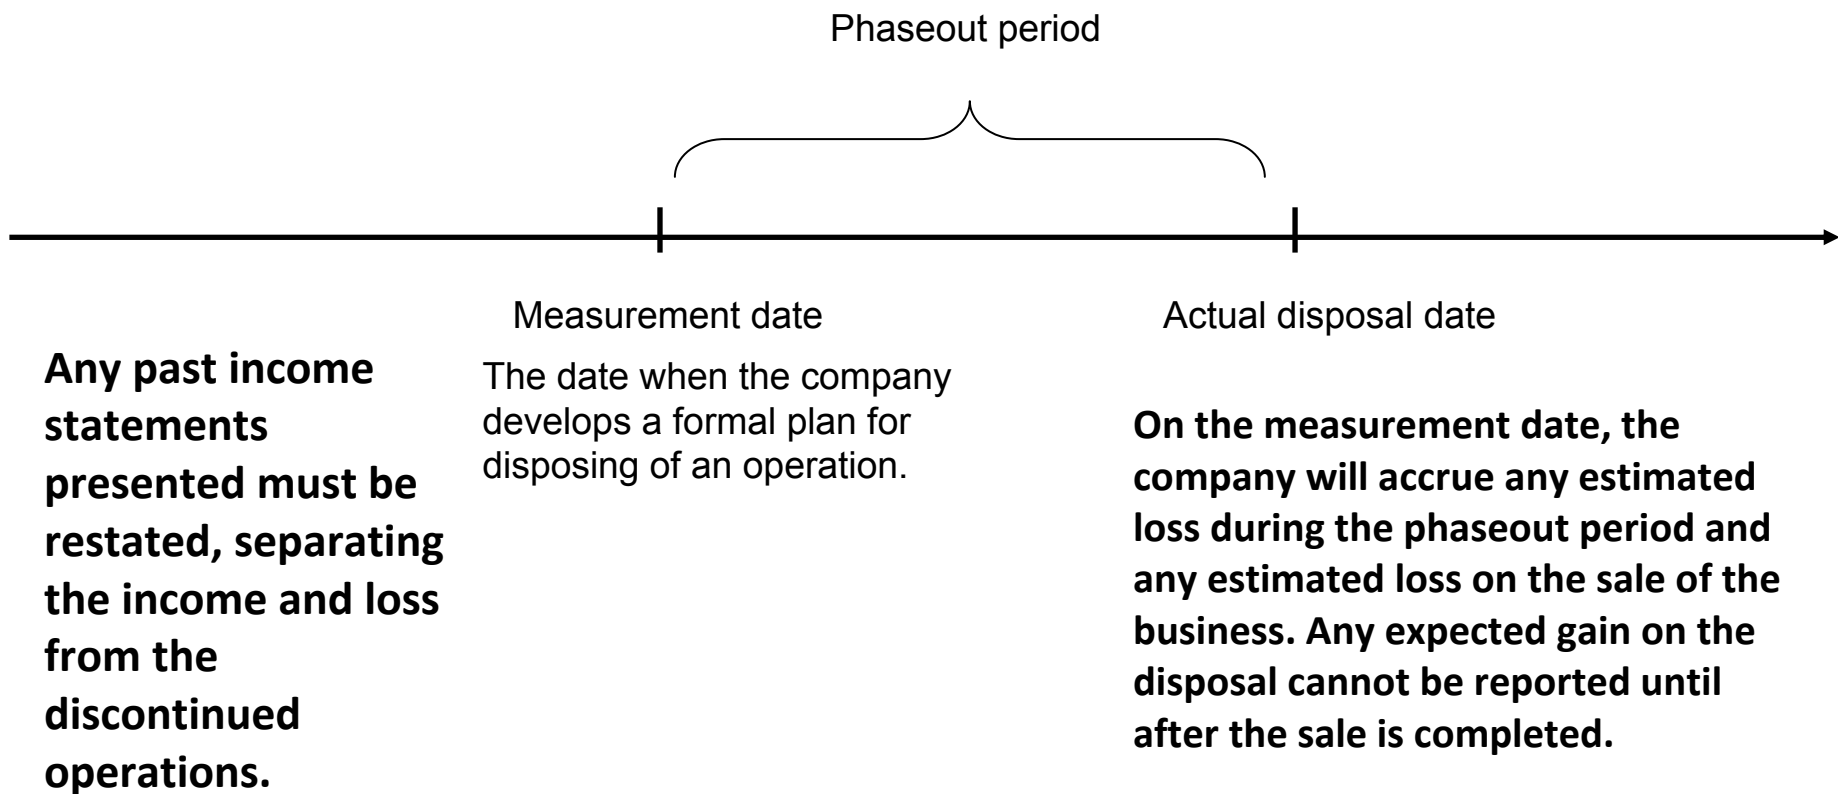 Phaseout period
Measurement date
Actual disposal date
Any past income
statements
presented must be
restated, separating
the income and loss
from the
discontinued
operations.
The date when the company
develops a formal plan for
disposing of an operation.
On the measurement date, the
company will accrue any estimated
loss during the phaseout period and
any estimated loss on the sale of the
business. Any expected gain on the
disposal cannot be reported until
after the sale is completed.